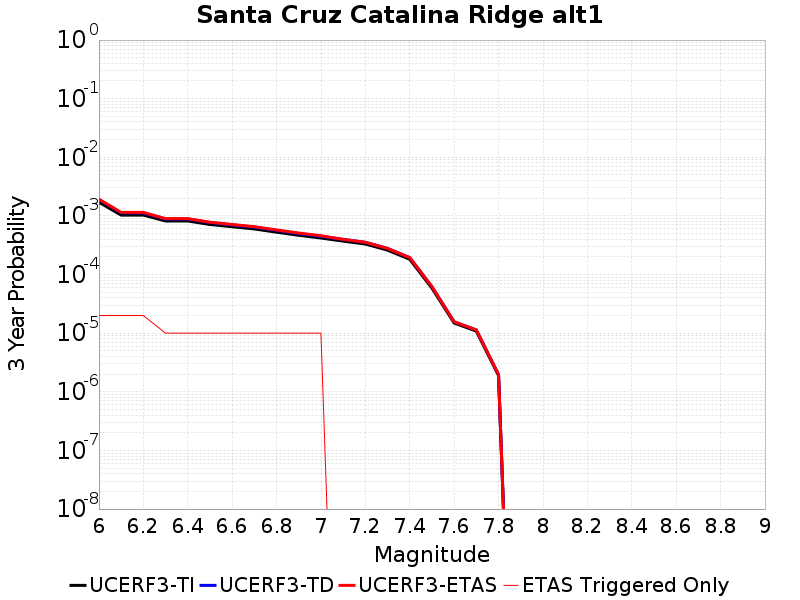 Santa Cruz Catalina Ridge alt1
3 Year Probability
10^0
10^-1
10^-2
10^-3
10^-4
10^-5
10^-6
10^-7
10^-8
6 6.2 6.4 6.6 6.8 7 7.2 7.4 7.6 7.8 8 8.2 8.4 8.6 8.8 9
Magnitude
UCERF3-TI UCERF3-TD UCERF3-ETAS ETAS Triggered Only